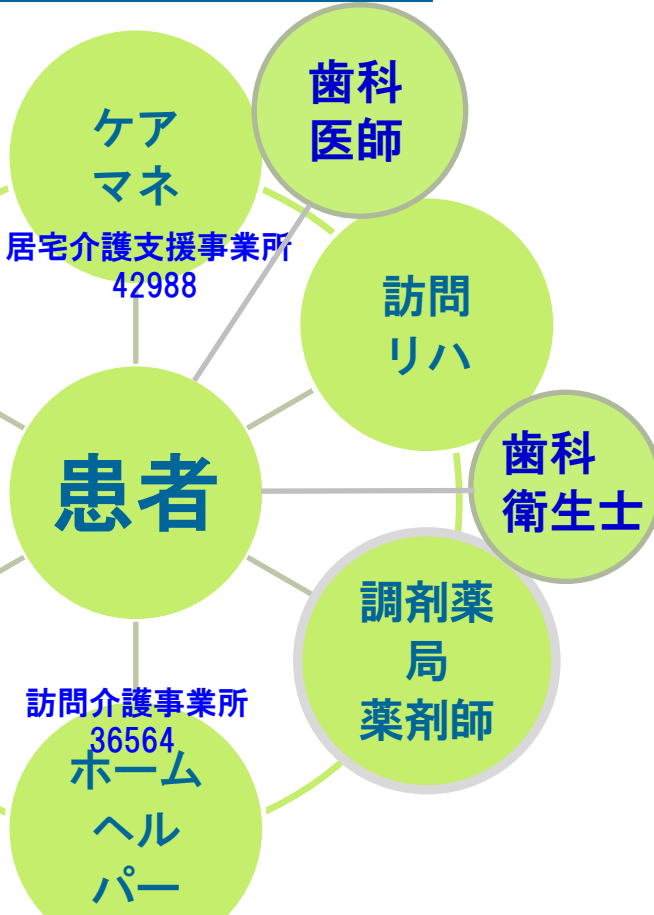 歯科
医師
ケア
マネ
居宅介護支援事業所
42988
訪問
リハ
患者
歯科
衛生士
調剤薬
局
薬剤師
訪問介護事業所
36564
ホーム
ヘル
パー